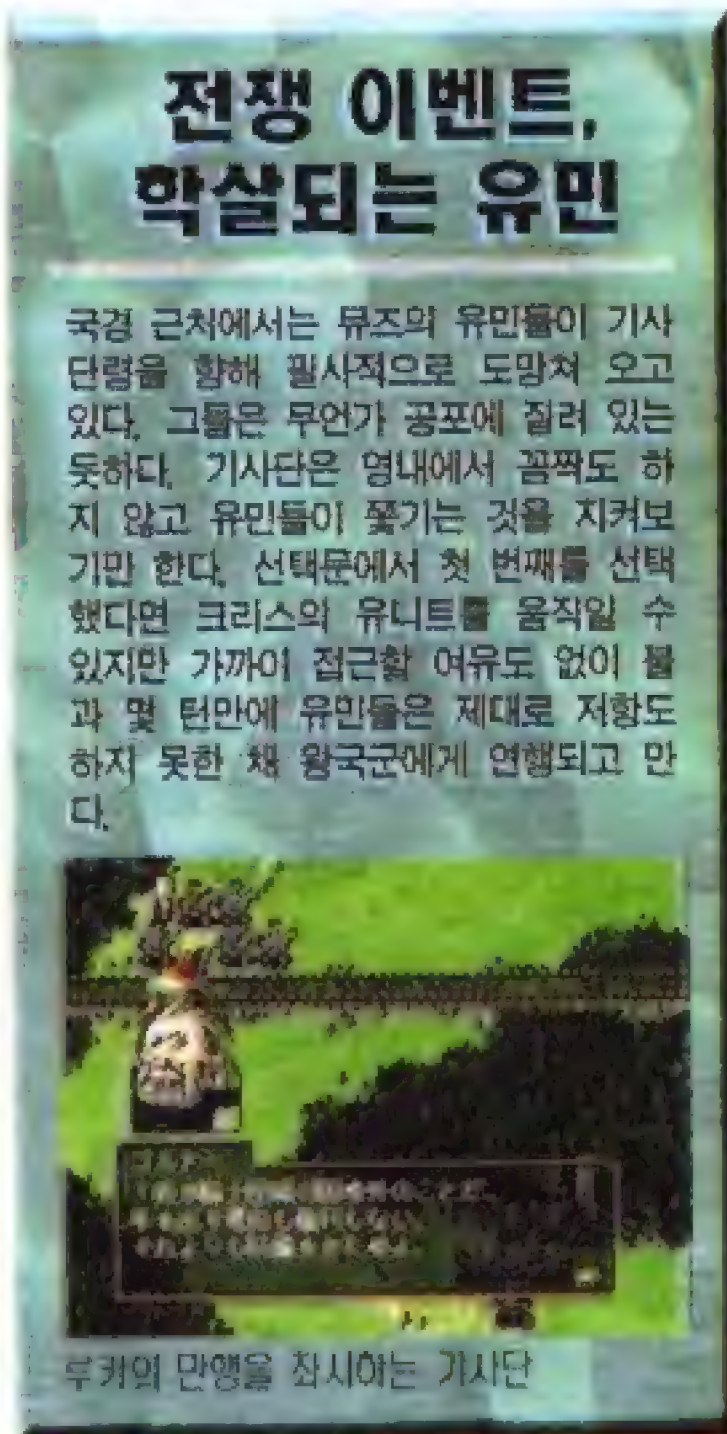 전쟁 이벤트,
학살되는 유민
국경 근처에서는 뮤즈의 유민들이 기사
단령을 향해 필사적으로 도망쳐 오고
있다. 그들은 무언가 공포에 질려 있는
듯하다. 기사단은 영내에서 꼼짝도 하
지 않고 유민들이 쫓기는 것을 지켜보
기만 한다. 선택문에서 첫 번째를 선택
했다면 크리스의 유니트를 움직일 수
있지만 가까이 접근할 여유도 없이 불
과 몇 턴만에 유민들은 제대로 저항도
하지 못한 채 왕국군에게 연행되고 만
다.
루카의 만행을 좌시하는 기사단